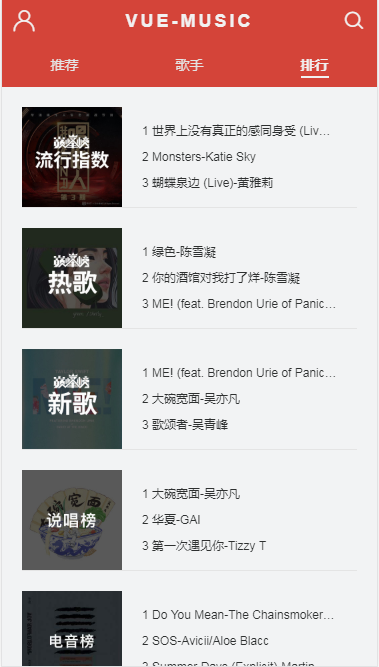 VUE-MUSIC
推荐
歌手
排行
巅峰榜
流行指数
第3期
1 世界上没有真正的感同身受 (Liv…
2 Monsters-Katie Sky
3 蝴蝶泉边 (Live)-黄雅莉
巅峰榜
热歌
1 绿色-陈雪凝
2 你的酒馆对我打了烊-陈雪凝
3 ME! (feat. Brendon Urie of Panic…
巅峰榜
新歌
1 ME! (feat. Brendon Urie of Panic…
2 大碗宽面-吴亦凡
3 歌颂者-吴青峰
碗宽面
说唱榜
1 大碗宽面-吴亦凡
2 华夏-GAI
3 第一次遇见你-Tizzy T
电音榜
1 Do You Mean-The Chainsmoker…
2 SOS-Avicii/Aloe Blacc
3 Summer Days (Explicit)-Martin